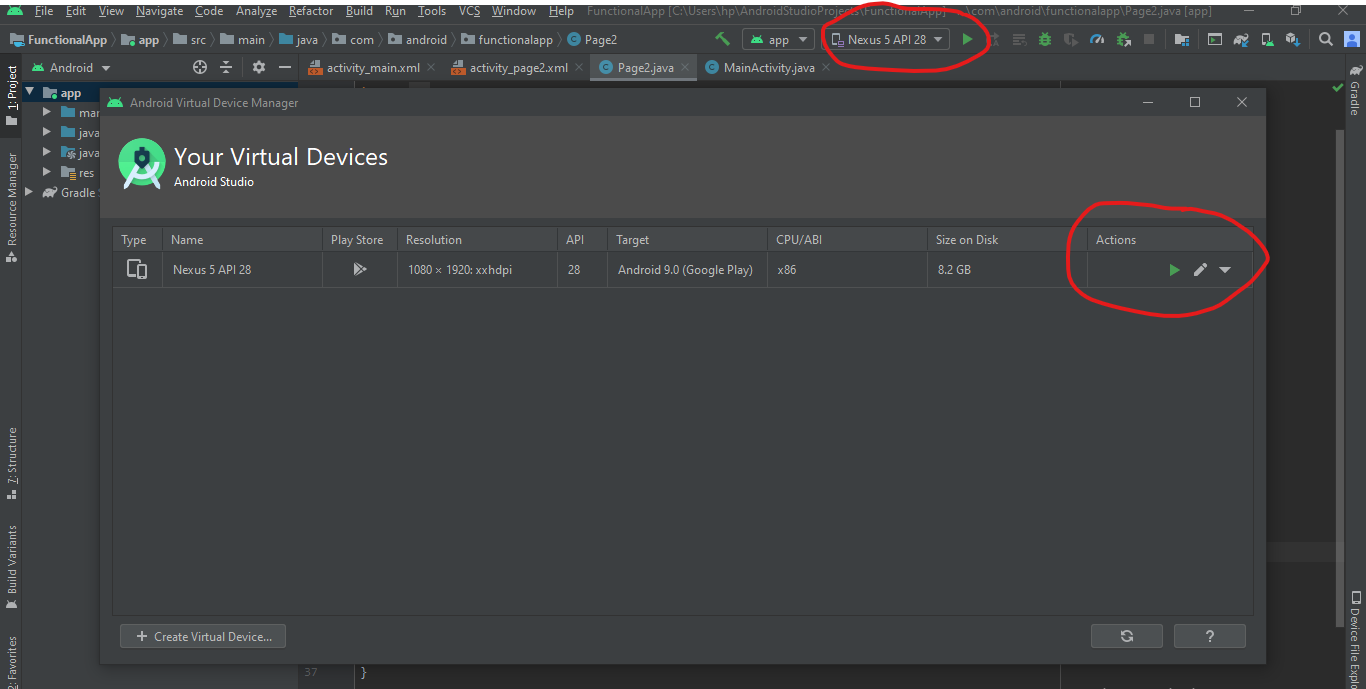 File Edit View Navigate Code Analyze Refactor Build Run Tools VCS Window Help FunctionalApp [C:\Users\hp\AndroidStudioProjects\FunctionalApp] \com\android\functionalapp\Page2.java [app]
FunctionalApp app src main java com android functionalapp Page2 app Nexus 5 API 28
Android activity_main.xml activity_page2.xml Page2.java MainActivity.java
1: Project
Resource Manager
7: Structure
Build Variants
2: Favorites
app
mar
java
java
res
Gradle
Android Virtual Device Manager
Your Virtual Devices
Android Studio
Type Name Play Store Resolution API Target CPU/ABI Size on Disk Actions
Nexus 5 API 28 1080 × 1920: xxhdpi 28 Android 9.0 (Google Play) x86 8.2 GB
+ Create Virtual Device... ?
37 }
Gradle
Device File Explo